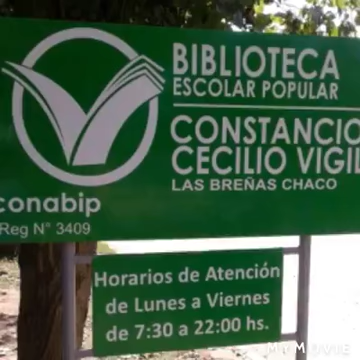 BIBLIOTECA
ESCOLAR POPULAR
CONSTANCIO
CECILIO VIGIL
LAS BREÑAS CHACO
conabip
Reg N° 3409
Horarios de Atención
de Lunes a Viernes
de 7:30 a 22:00 hs.